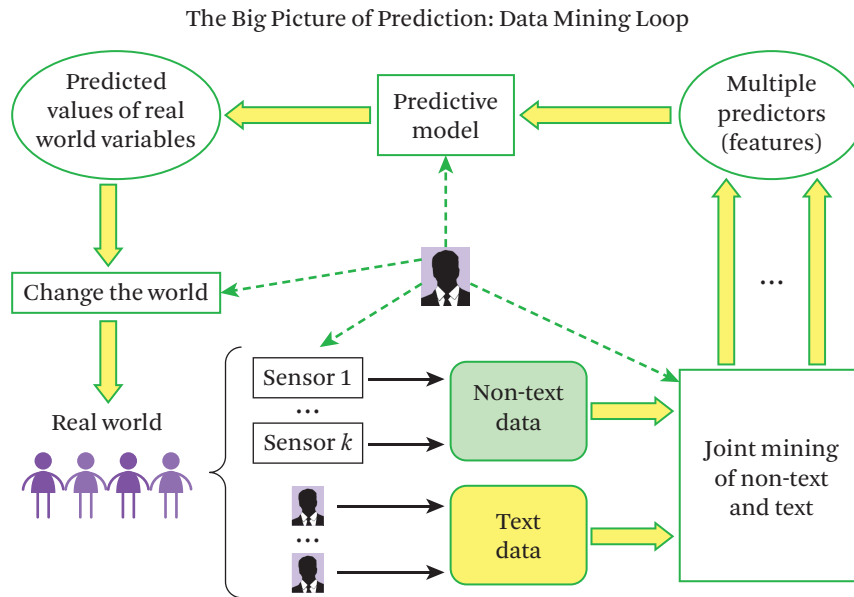 The Big Picture of Prediction: Data Mining Loop
Predicted
values of real
world variables
Predictive
model
Multiple
predictors
(features)
...
Change the world
Real world
Sensor 1
...
Sensor k
...
Non-text
data
Text
data
Joint mining
of non-text
and text